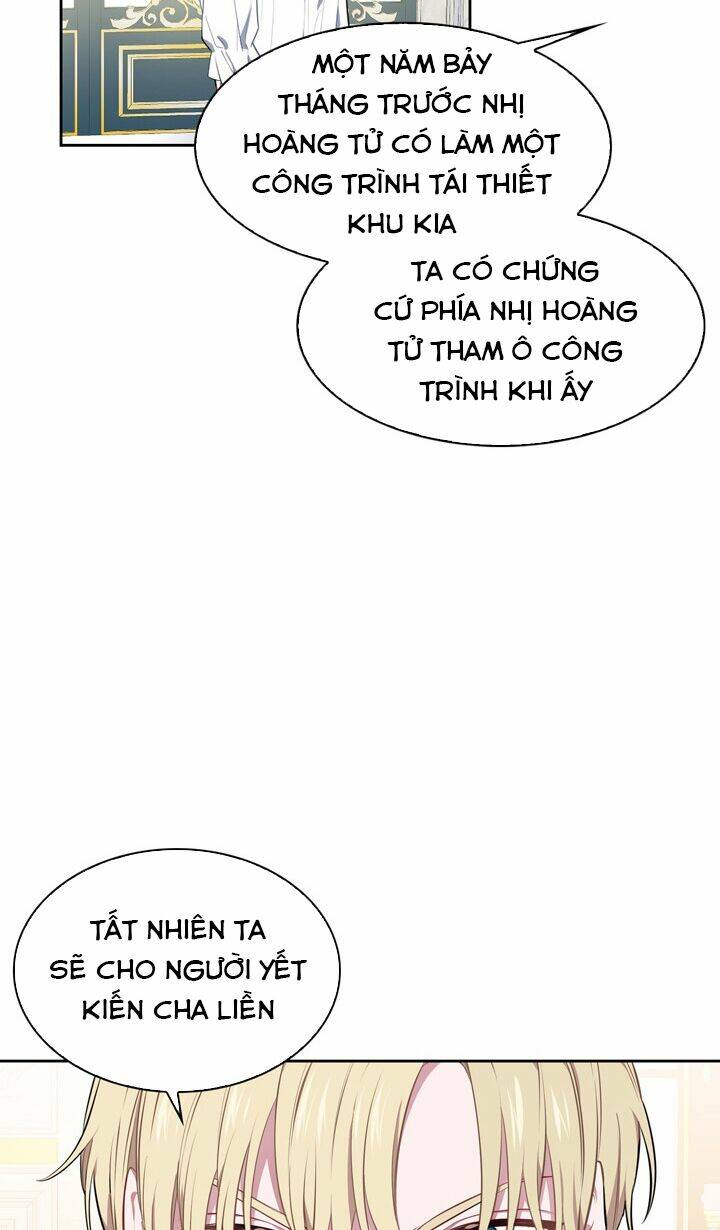 MỘT NĂM BẢY
THÁNG TRƯỚC NHỊ
HOÀNG TỬ CÓ LÀM MỘT
CÔNG TRÌNH TÁI THIẾT
KHU KIA
TA CÓ CHỨNG
CỨ PHÍA NHỊ HOÀNG
TỬ THAM Ô CÔNG
TRÌNH KHI ẤY
TẤT NHIÊN TA
SẼ CHO NGƯỜI YẾT
KIẾN CHA LIỀN